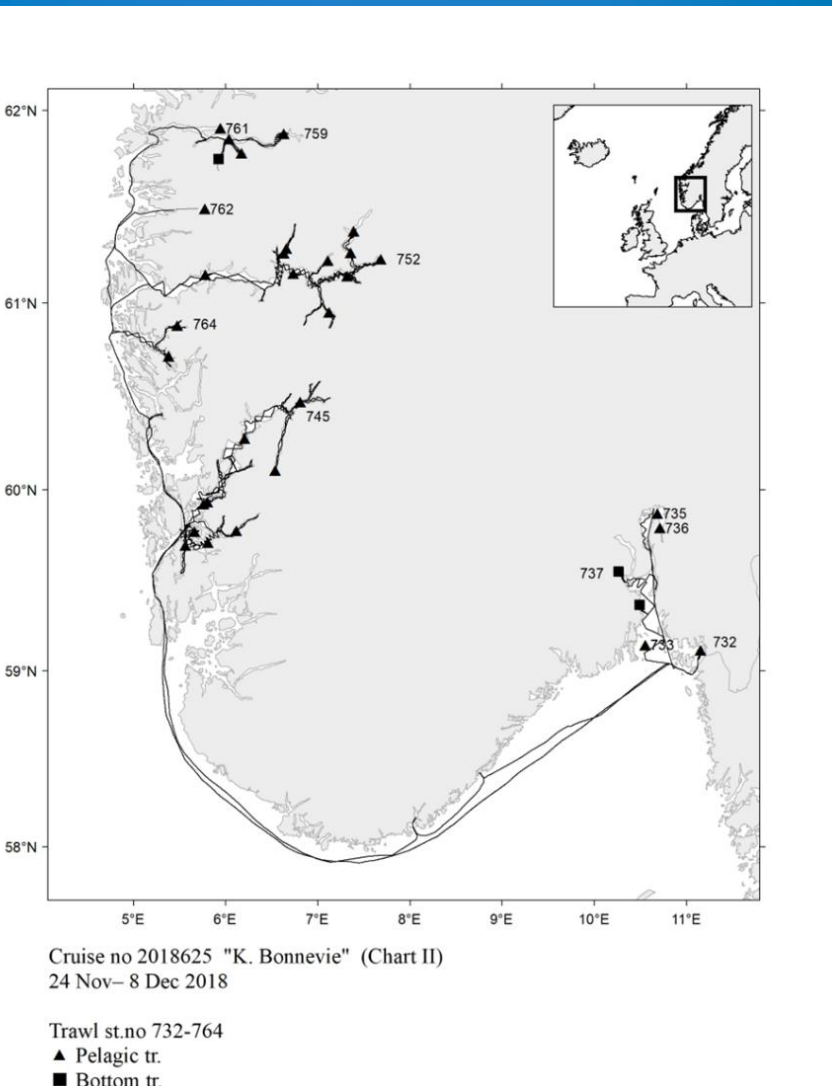 62°N
761
759
762
752
61°N
764
745
60°N
735
736
737
732
733
59°N
58°N
5°E 6°E 7°E 8°E 9°E 10°E 11°E
Cruise no 2018625 "K. Bonnevie" (Chart II)
24 Nov– 8 Dec 2018
Trawl st.no 732-764
▲ Pelagic tr.
■ Bottom tr.